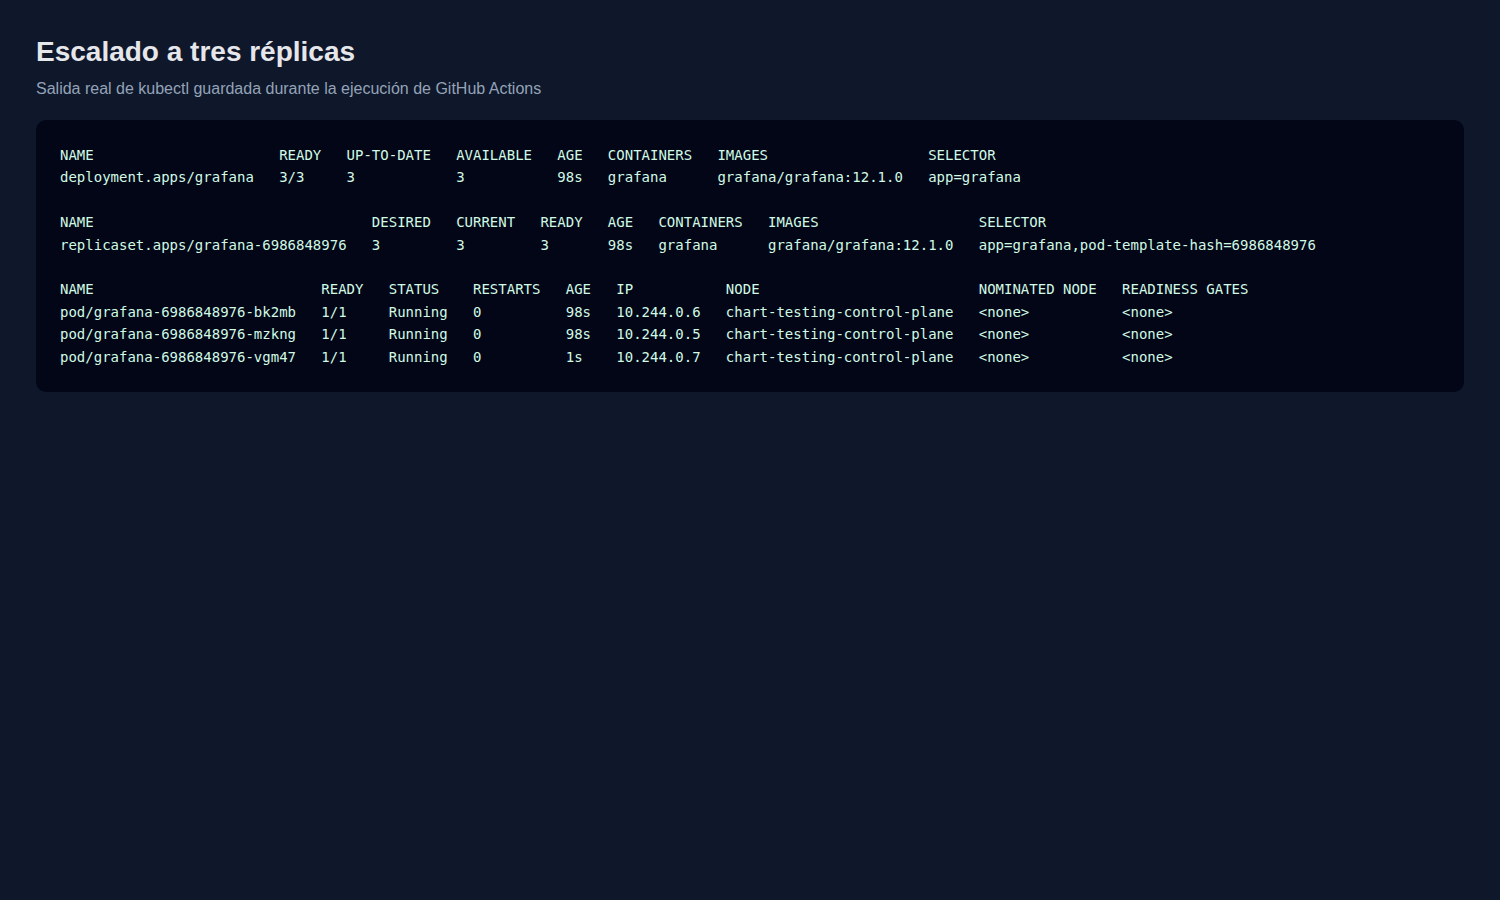 Escalado a tres réplicas
Salida real de kubectl guardada durante la ejecución de GitHub Actions
NAME                      READY   UP-TO-DATE   AVAILABLE   AGE   CONTAINERS   IMAGES                   SELECTOR
deployment.apps/grafana   3/3     3            3           98s   grafana      grafana/grafana:12.1.0   app=grafana
NAME                                 DESIRED   CURRENT   READY   AGE   CONTAINERS   IMAGES                   SELECTOR
replicaset.apps/grafana-6986848976   3         3         3       98s   grafana      grafana/grafana:12.1.0   app=grafana,pod-template-hash=6986848976
NAME                           READY   STATUS    RESTARTS   AGE   IP           NODE                          NOMINATED NODE   READINESS GATES
pod/grafana-6986848976-bk2mb   1/1     Running   0          98s   10.244.0.6   chart-testing-control-plane   <none>           <none>
pod/grafana-6986848976-mzkng   1/1     Running   0          98s   10.244.0.5   chart-testing-control-plane   <none>           <none>
pod/grafana-6986848976-vgm47   1/1     Running   0          1s    10.244.0.7   chart-testing-control-plane   <none>           <none>